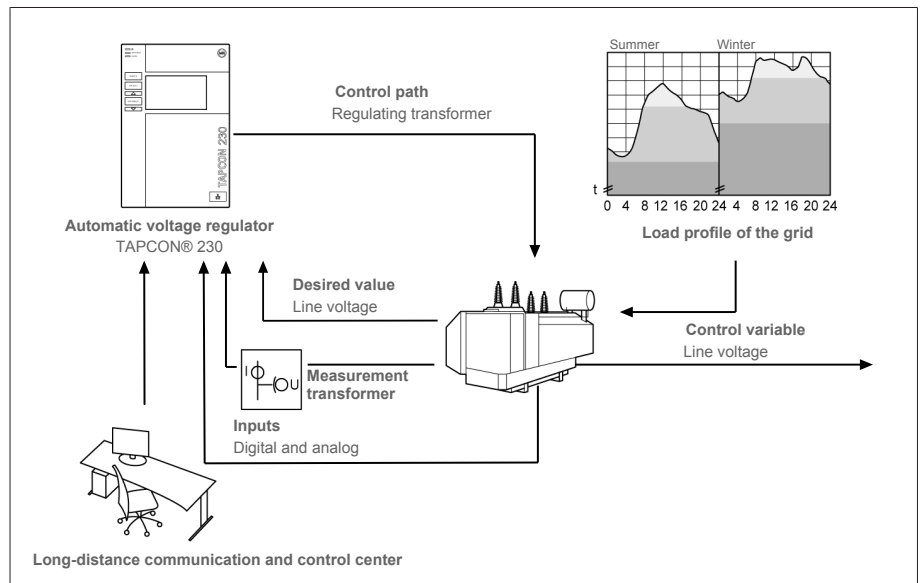 Summer Winter
Control path
Regulating transformer
TAPCON 230
t
0 4 8 12 16 20 24 4 8 12 16 20 24
Automatic voltage regulator
TAPCON® 230
Load profile of the grid
Desired value
Line voltage
Control variable
Line voltage
I U
Measurement
transformer
Inputs
Digital and analog
Long-distance communication and control center